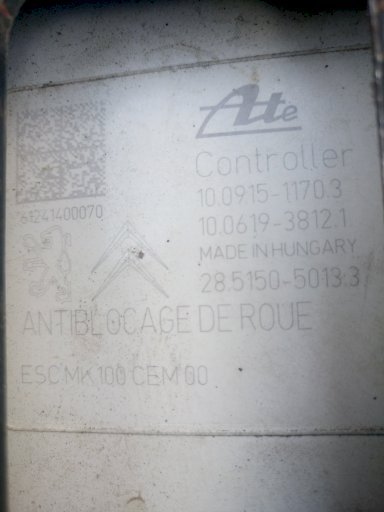 Ate
Controller
10.0915-1170.3
61241400070
10.0619-3812.1
MADE IN HUNGARY
28.5150-5013.3
ANTIBLOCAGE DE ROUE
ESC MK 100 CEM 00